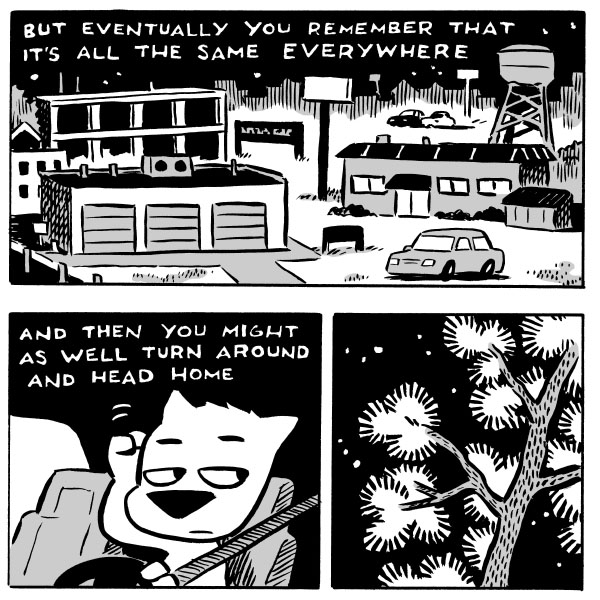 BUT EVENTUALLY YOU REMEMBER THAT
IT'S ALL THE SAME EVERYWHERE
AND THEN YOU MIGHT
AS WELL TURN AROUND
AND HEAD HOME